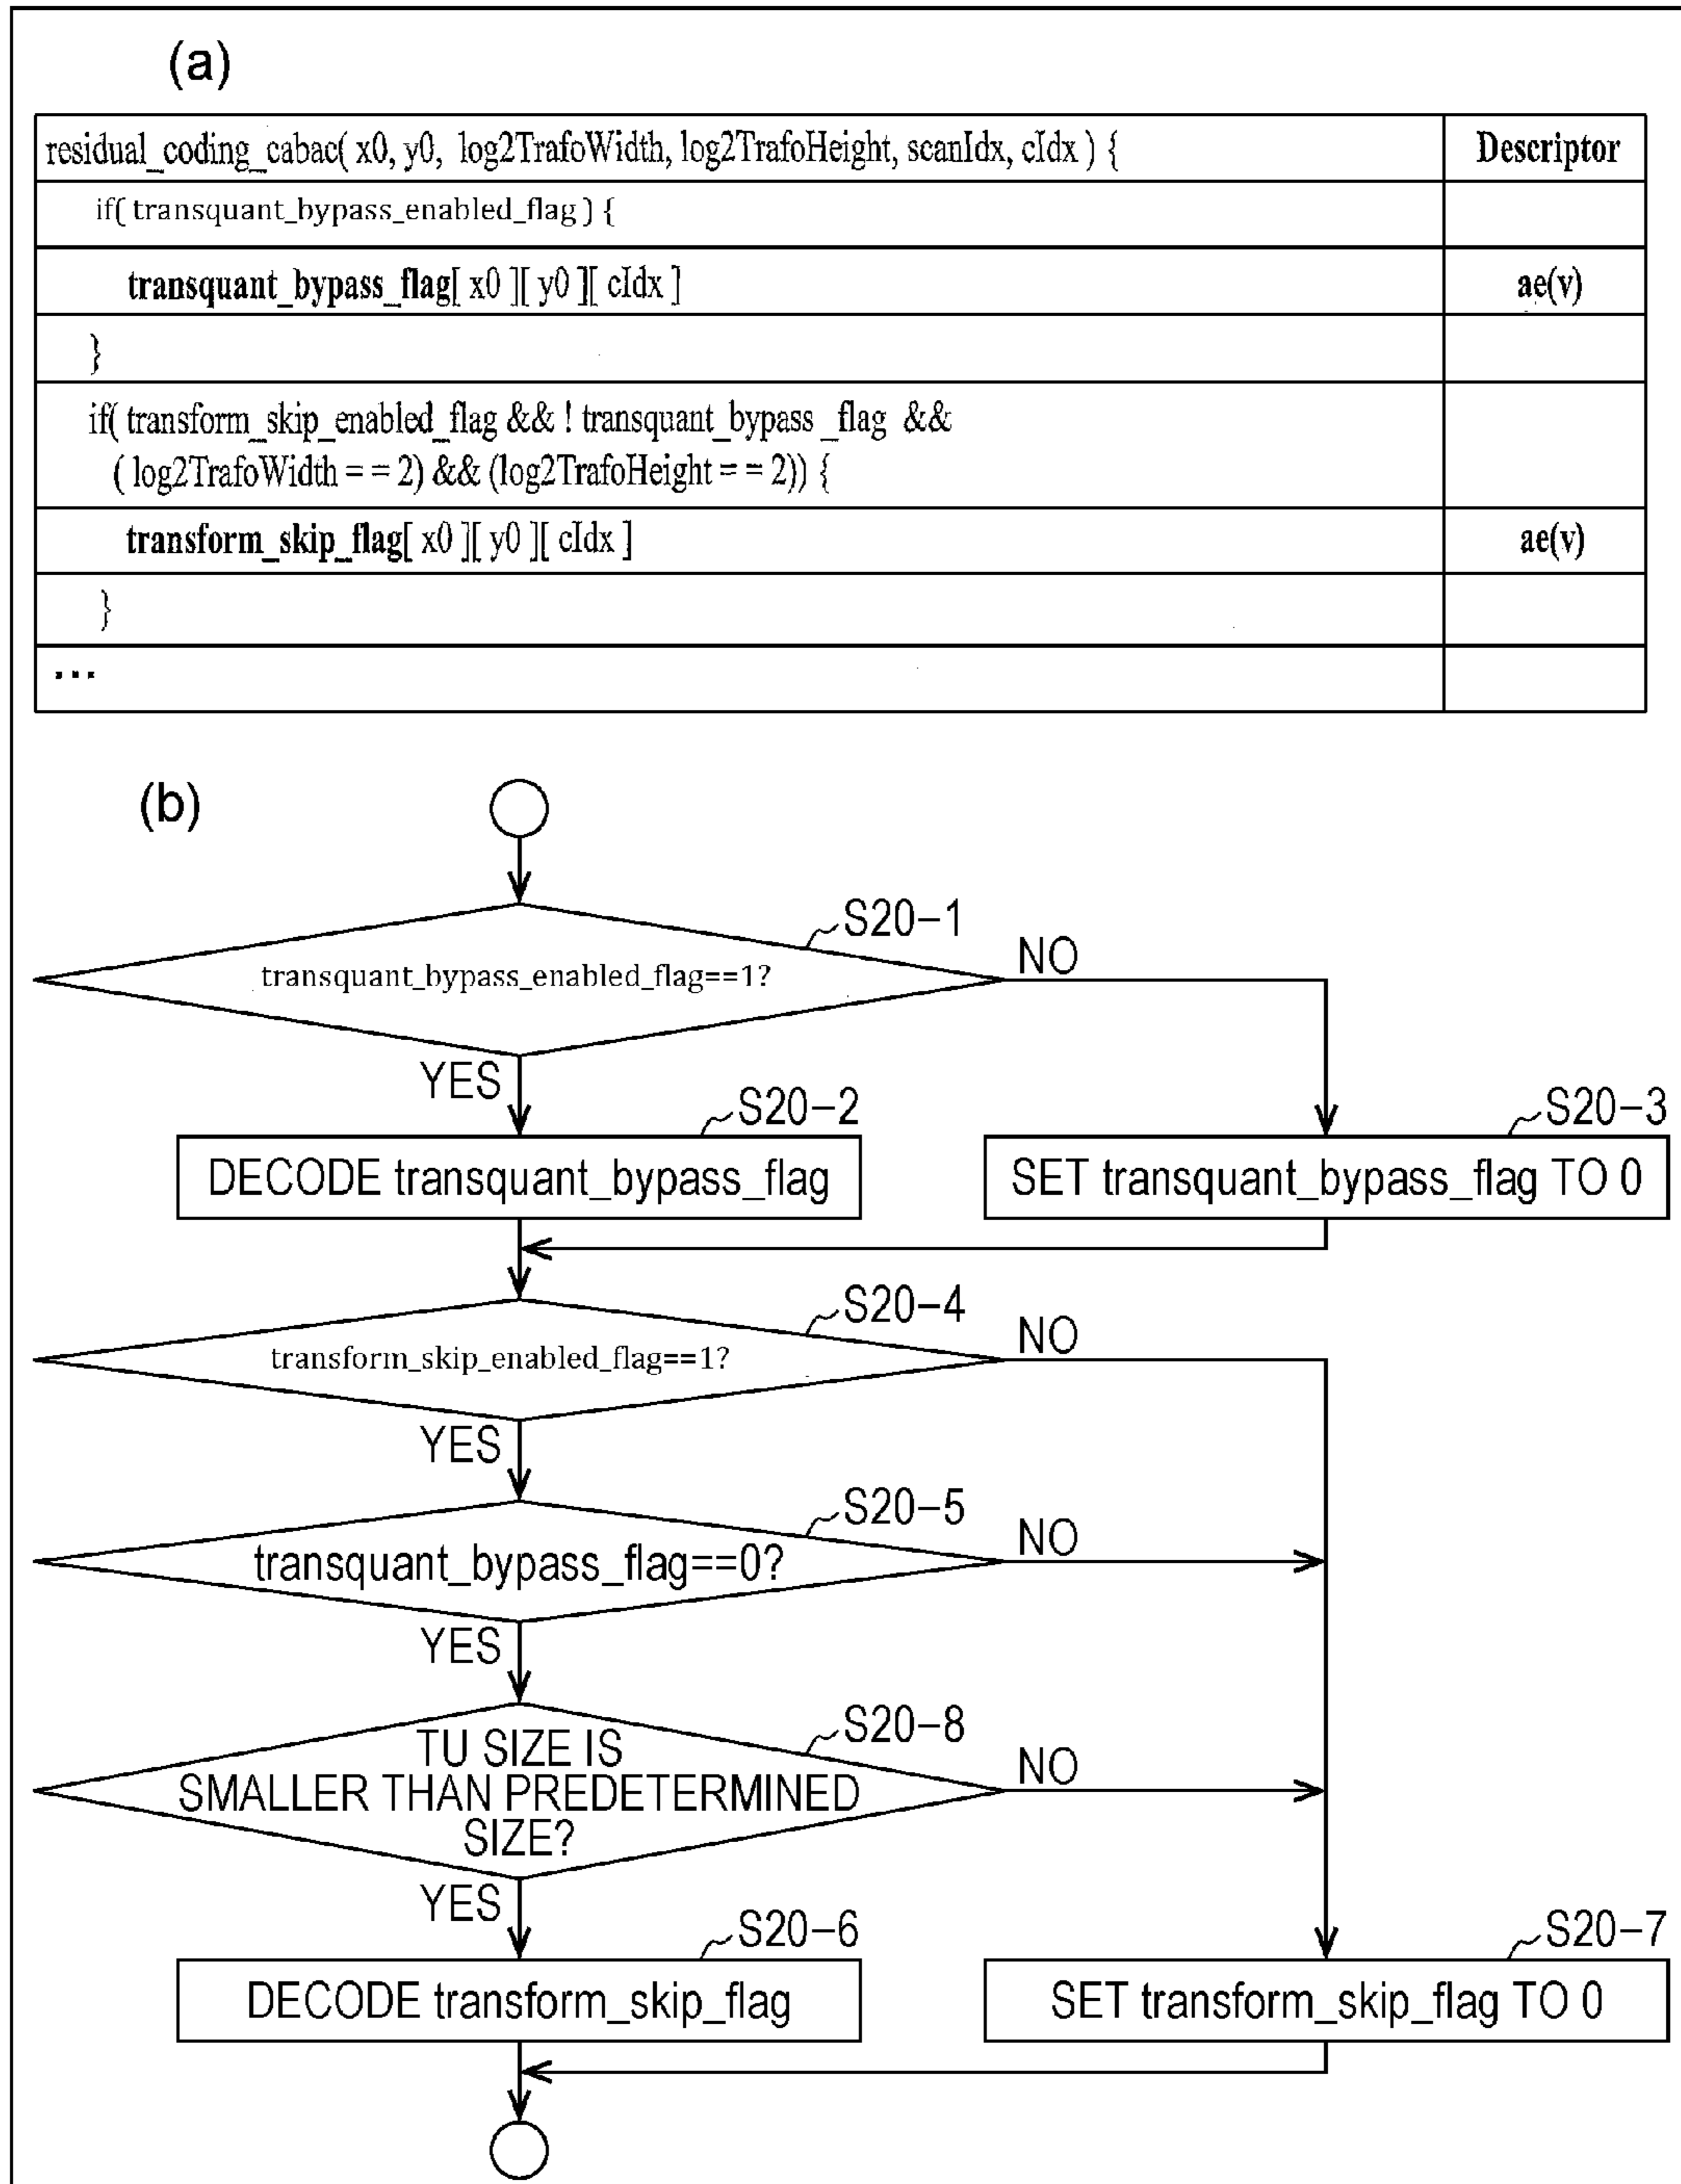 (a)
residual_coding_cabac( x0, y0, log2TrafoWidth, log2TrafoHeight, scanIdx, cIdx ) {
Descriptor
if( transquant_bypass_enabled_flag ) {
transquant_bypass_flag[ x0 ][ y0 ][ cIdx ]
ae(v)
}
if( transform_skip_enabled_flag && ! transquant_bypass _flag &&
( log2TrafoWidth = = 2) && (log2TrafoHeight = = 2)) {
transform_skip_flag[ x0 ][ y0 ][ cIdx ]
ae(v)
}
...
(b)
S20-1
transquant_bypass_enabled_flag==1?
NO
YES
S20-2
S20-3
DECODE transquant_bypass_flag
SET transquant_bypass_flag TO 0
S20-4
transform_skip_enabled_flag==1?
NO
YES
S20-5
transquant_bypass_flag==0?
NO
YES
S20-8
TU SIZE IS
SMALLER THAN PREDETERMINED
SIZE?
NO
YES
S20-6
S20-7
DECODE transform_skip_flag
SET transform_skip_flag TO 0